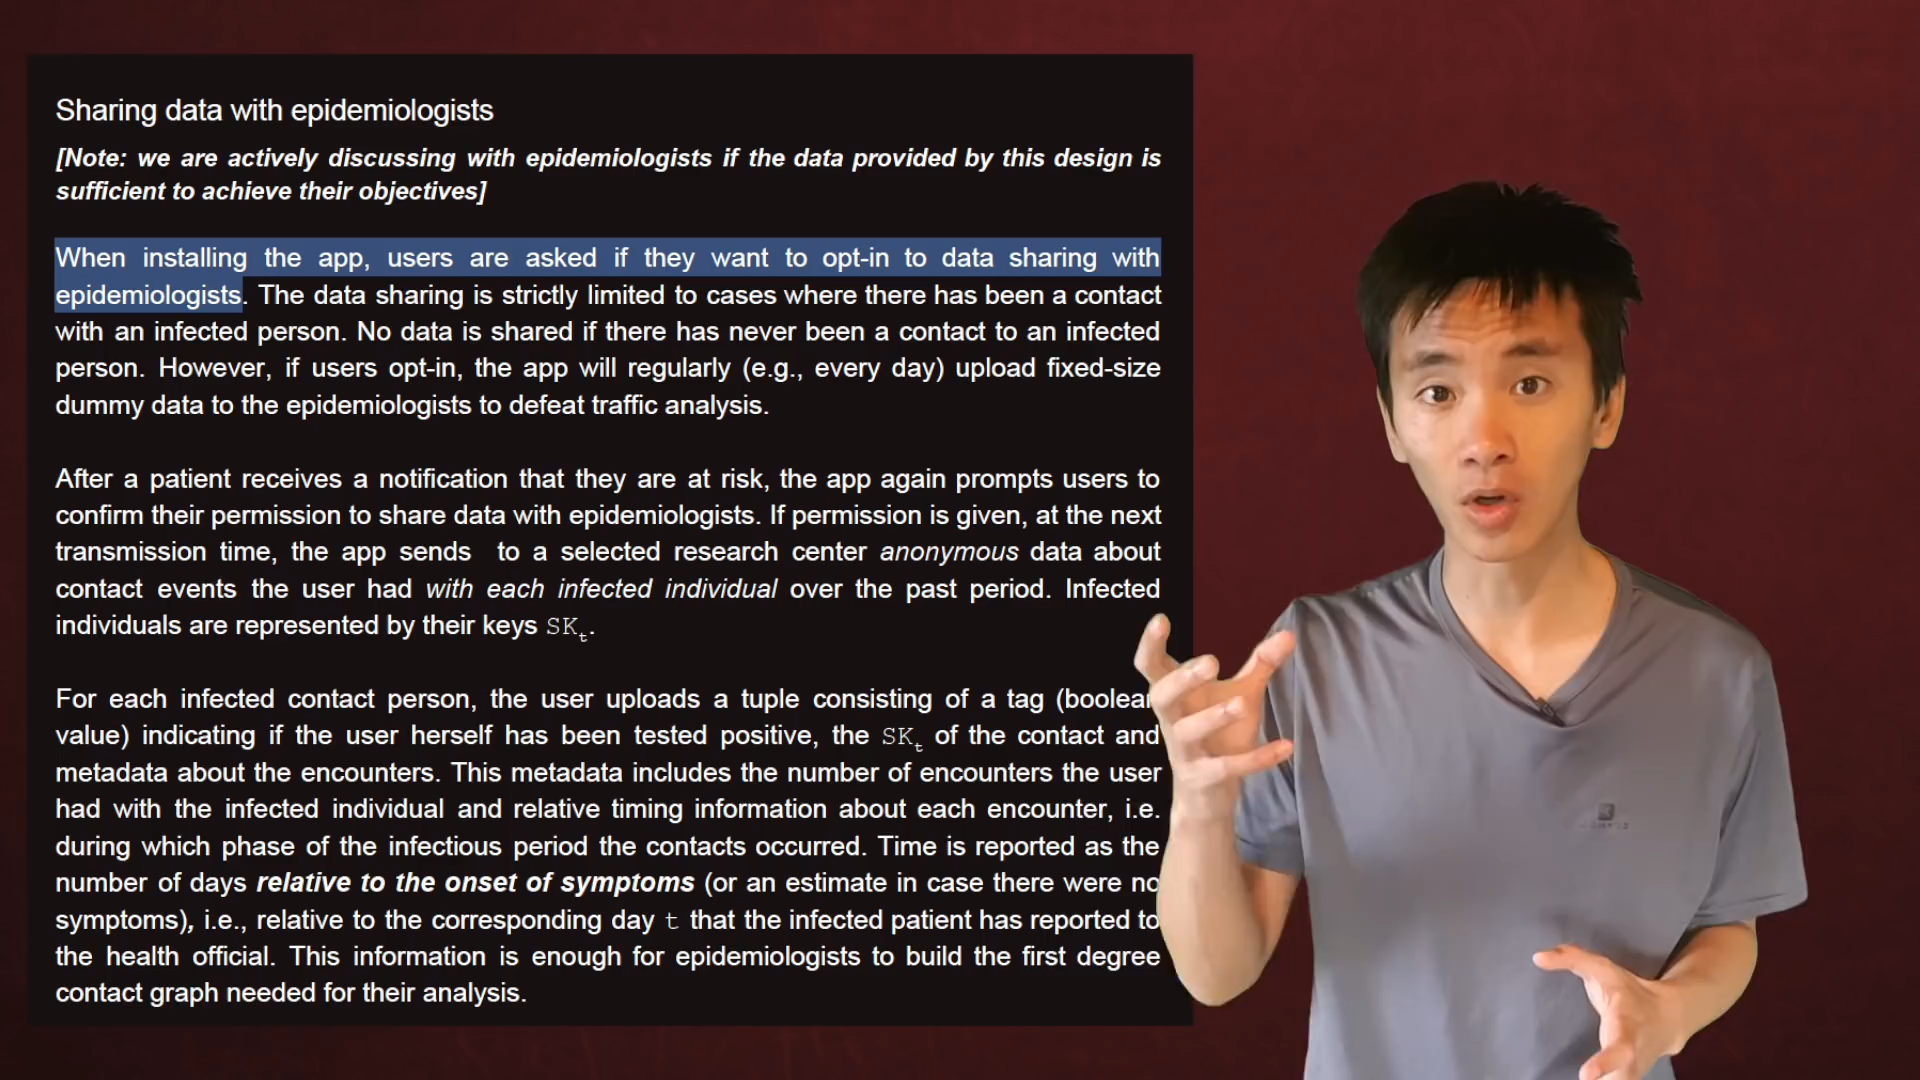 Sharing data with epidemiologists
[Note: we are actively discussing with epidemiologists if the data provided by this design is
sufficient to achieve their objectives]
When installing the app, users are asked if they want to opt-in to data sharing with
epidemiologists. The data sharing is strictly limited to cases where there has been a contact
with an infected person. No data is shared if there has never been a contact to an infected
person. However, if users opt-in, the app will regularly (e.g., every day) upload fixed-size
dummy data to the epidemiologists to defeat traffic analysis.
After a patient receives a notification that they are at risk, the app again prompts users to
confirm their permission to share data with epidemiologists. If permission is given, at the next
transmission time, the app sends to a selected research center anonymous data about
contact events the user had with each infected individual over the past period. Infected
individuals are represented by their keys SKt.
For each infected contact person, the user uploads a tuple consisting of a tag (boolean
value) indicating if the user herself has been tested positive, the SKt of the contact and
metadata about the encounters. This metadata includes the number of encounters the user
had with the infected individual and relative timing information about each encounter, i.e.
during which phase of the infectious period the contacts occurred. Time is reported as the
number of days relative to the onset of symptoms (or an estimate in case there were no
symptoms), i.e., relative to the corresponding day t that the infected patient has reported to
the health official. This information is enough for epidemiologists to build the first degree
contact graph needed for their analysis.